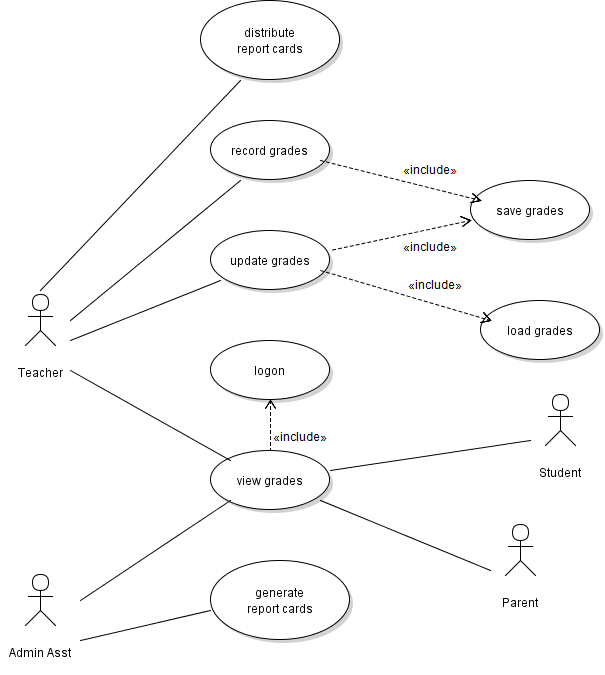 distribute
report cards
record grades
«include»
save grades
update grades
«include»
«include»
load grades
Teacher
logon
«include»
view grades
Student
generate
report cards
Parent
Admin Asst